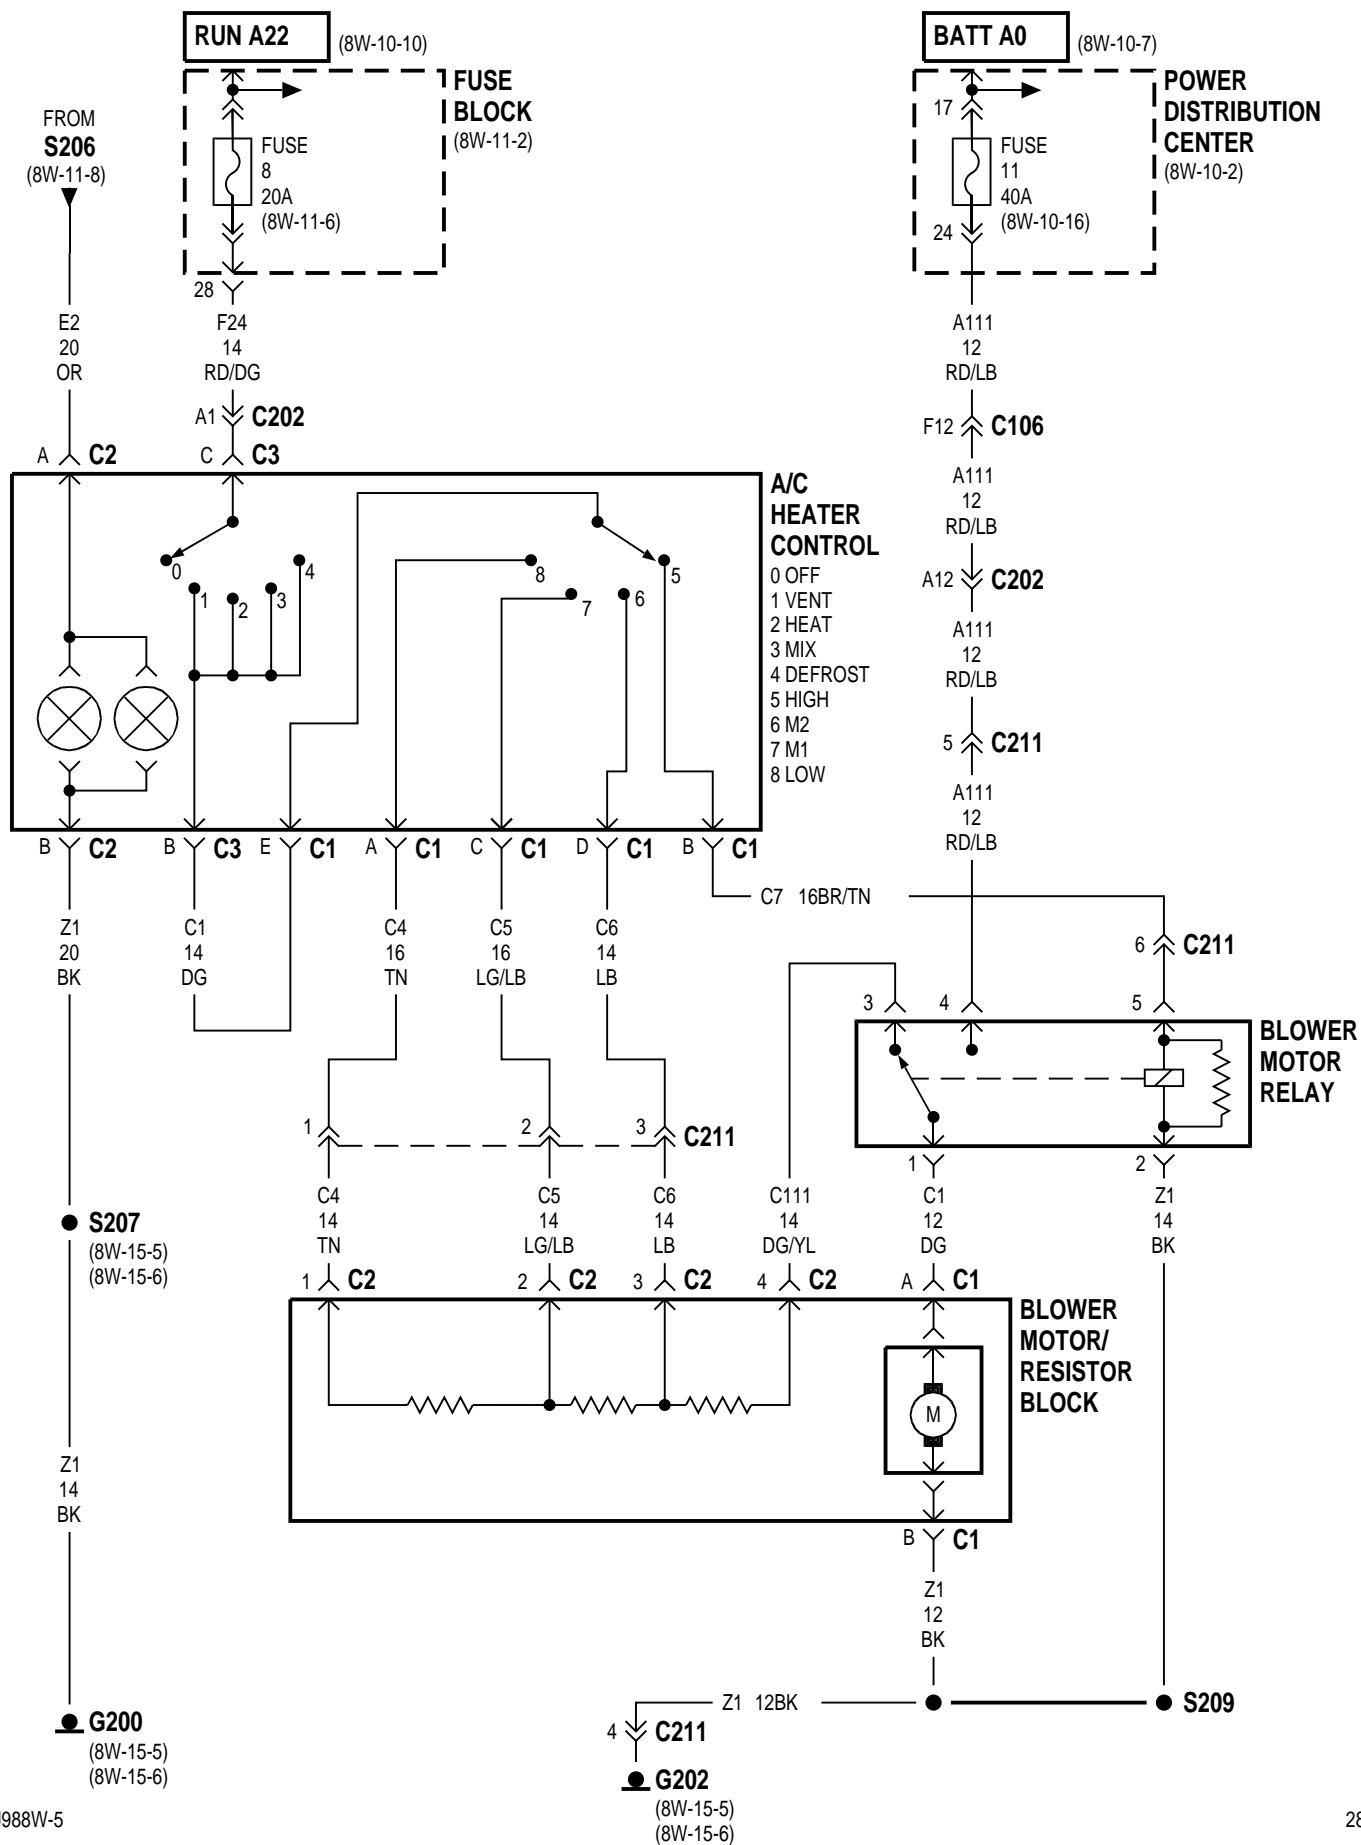 RUN A22
(8W-10-10)
BATT A0
(8W-10-7)
FUSE
BLOCK
(8W-11-2)
POWER
DISTRIBUTION
CENTER
(8W-10-2)
FROM
S206
(8W-11-8)
FUSE
8
20A
(8W-11-6)
17
FUSE
11
40A
(8W-10-16)
24
28
E2
20
OR
F24
14
RD/DG
A111
12
RD/LB
A1 C202
F12 C106
A C2
C C3
A111
12
RD/LB
A/C
HEATER
CONTROL
0 OFF
1 VENT
2 HEAT
3 MIX
4 DEFROST
5 HIGH
6 M2
7 M1
8 LOW
0
1
2
3
4
8
7
6
5
A12 C202
A111
12
RD/LB
5 C211
A111
12
RD/LB
B C2
B C3
E C1
A C1
C C1
D C1
B C1
C7 16BR/TN
Z1
20
BK
C1
14
DG
C4
16
TN
C5
16
LG/LB
C6
14
LB
6 C211
3
4
5
BLOWER
MOTOR
RELAY
1
2
3 C211
1
2
C4
14
TN
C5
14
LG/LB
C6
14
LB
C111
14
DG/YL
C1
12
DG
Z1
14
BK
S207
(8W-15-5)
(8W-15-6)
1 C2
2 C2
3 C2
4 C2
A C1
BLOWER
MOTOR/
RESISTOR
BLOCK
M
Z1
14
BK
B C1
Z1
12
BK
Z1 12BK
S209
G200
(8W-15-5)
(8W-15-6)
4 C211
G202
(8W-15-5)
(8W-15-6)
J988W-5
28